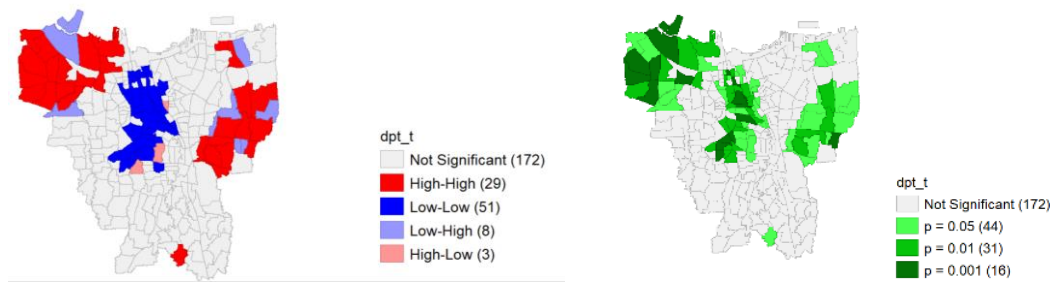 dpt_t
Not Significant (172)
High-High (29)
Low-Low (51)
Low-High (8)
High-Low (3)
dpt_t
Not Significant (172)
p = 0.05 (44)
p = 0.01 (31)
p = 0.001 (16)